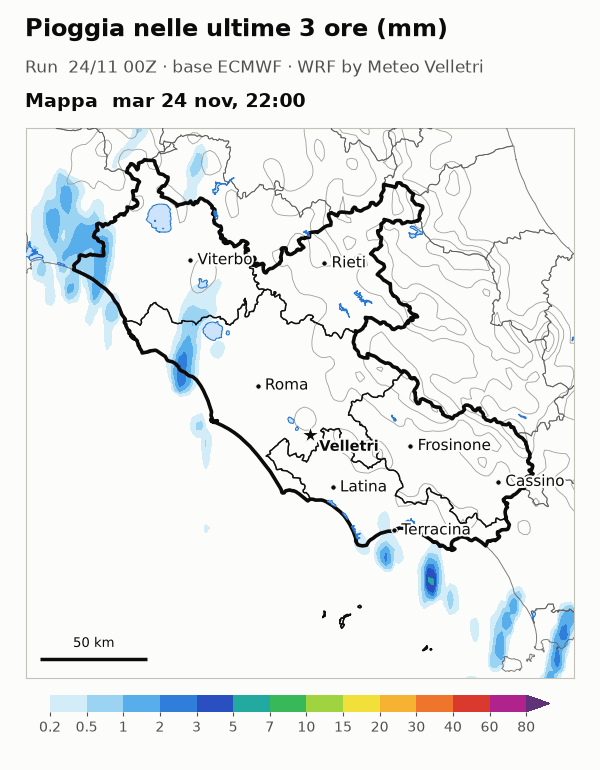 Pioggia nelle ultime 3 ore (mm)
Run  24/11 00Z · base ECMWF · WRF by Meteo Velletri
Mappa  mar 24 nov, 22:00
Viterbo
Rieti
Roma
Velletri
Frosinone
Latina
Cassino
Terracina
50 km
0.2 0.5 1 2 3 5 7 10 15 20 30 40 60 80